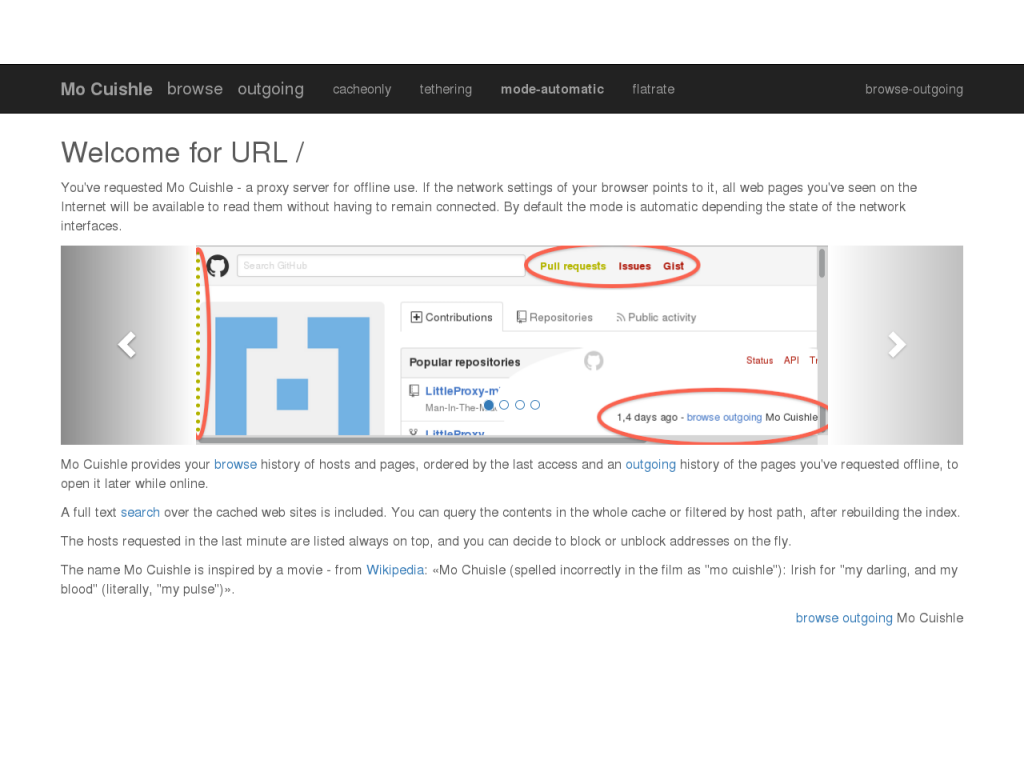 Mo Cuishle browse outgoing cacheonly tethering mode-automatic flatrate browse-outgoing
Welcome for URL /
You've requested Mo Cuishle - a proxy server for offline use. If the network settings of your browser points to it, all web pages you've seen on the
Internet will be available to read them without having to remain connected. By default the mode is automatic depending the state of the network
interfaces.
Search GitHub Pull requests Issues Gist
Contributions Repositories Public activity
Popular repositories
Status API
LittleProxy-m
Man-In-The-M
1,4 days ago - browse outgoing Mo Cuishle
LittleProxy
Mo Cuishle provides your browse history of hosts and pages, ordered by the last access and an outgoing history of the pages you've requested offline, to
open it later while online.
A full text search over the cached web sites is included. You can query the contents in the whole cache or filtered by host path, after rebuilding the index.
The hosts requested in the last minute are listed always on top, and you can decide to block or unblock addresses on the fly.
The name Mo Cuishle is inspired by a movie - from Wikipedia: «Mo Chuisle (spelled incorrectly in the film as "mo cuishle"): Irish for "my darling, and my
blood" (literally, "my pulse")».
browse outgoing Mo Cuishle